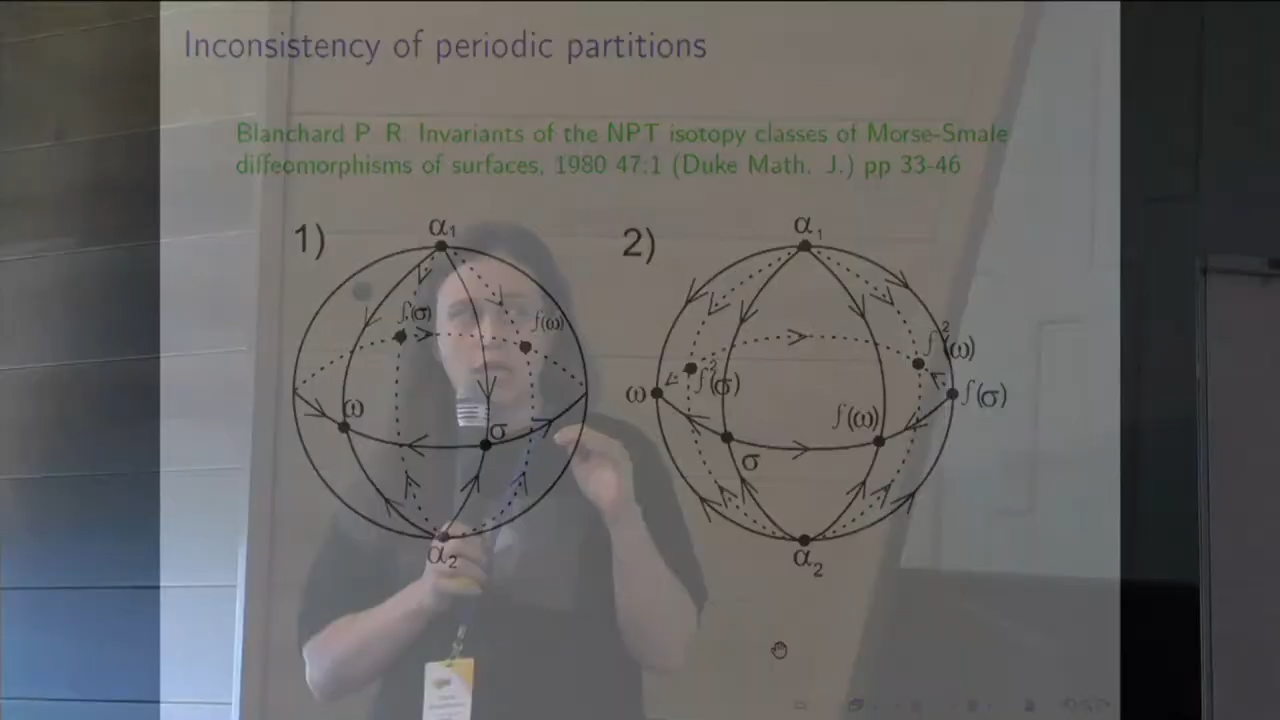 Inconsistency of periodic partitions
Blanchard P. R. Invariants of the NPT isotopy classes of Morse-Smale
diffeomorphisms of surfaces, 1980 47:1 (Duke Math. J.) pp 33-46
1)
α₁
f(σ)
f(ω)
ω
σ
α₂
2)
α₁
f²(ω)
f²(σ)
ω
f(σ)
f(ω)
σ
α₂